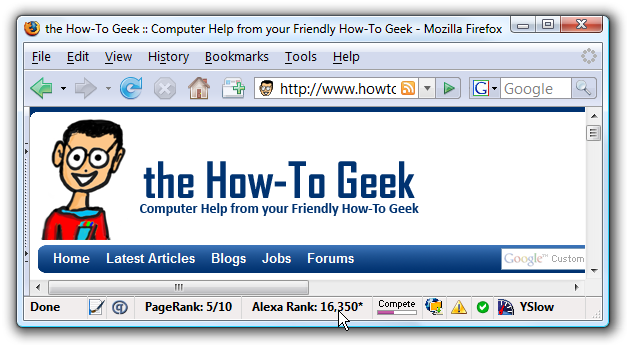 the How-To Geek :: Computer Help from your Friendly How-To Geek - Mozilla Firefox
File Edit View History Bookmarks Tools Help
http://www.howto G Google
the How-To Geek
Computer Help from your Friendly How-To Geek
Home Latest Articles Blogs Jobs Forums Google™ Custom
Done @ PageRank: 5/10 Alexa Rank: 16,350* Compete YSlow